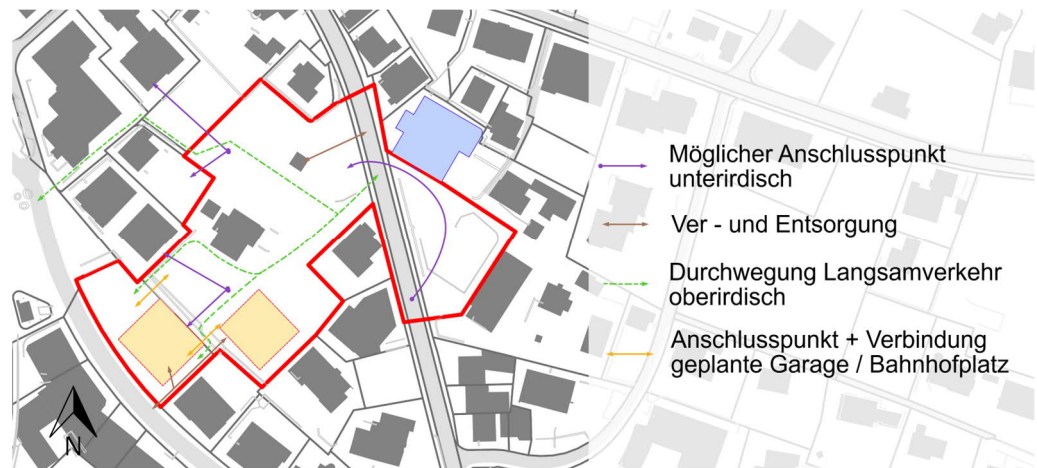 Möglicher Anschlusspunkt
unterirdisch
Ver - und Entsorgung
Durchwegung Langsamverkehr
oberirdisch
Anschlusspunkt + Verbindung
geplante Garage / Bahnhofplatz
N